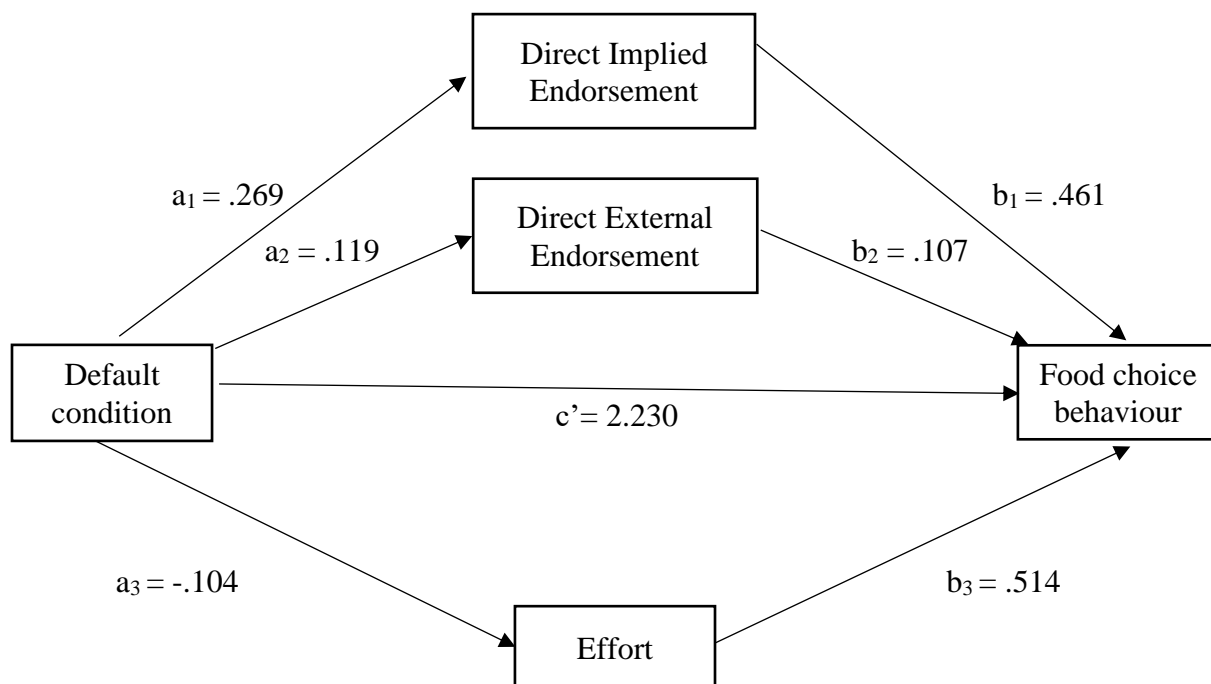 Direct Implied
Endorsement
a₁ = .269
b₁ = .461
Direct External
Endorsement
a₂ = .119
b₂ = .107
Default
condition
Food choice
behaviour
c’= 2.230
a₃ = -.104
b₃ = .514
Effort